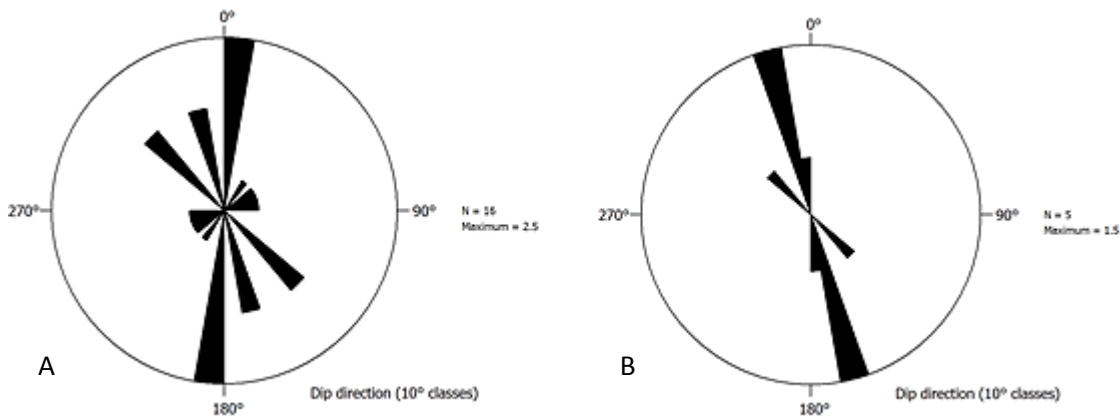 0°
270°
90°
N = 16
Maximum = 2.5
A
180°
Dip direction (10° classes)
0°
270°
90°
N = 5
Maximum = 1.5
B
180°
Dip direction (10° classes)